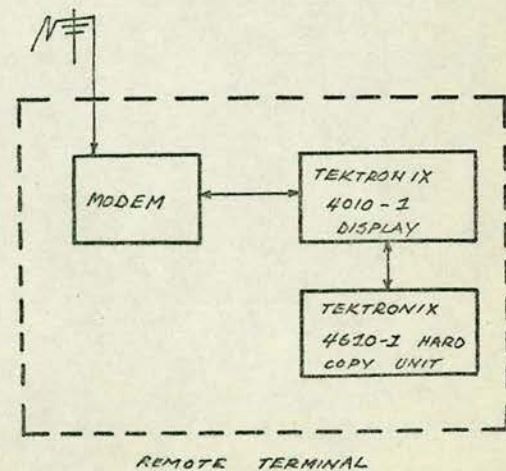 MODEM
TEKTRONIX
4010-1
DISPLAY
TEKTRONIX
4610-1 HARD
COPY UNIT
REMOTE TERMINAL